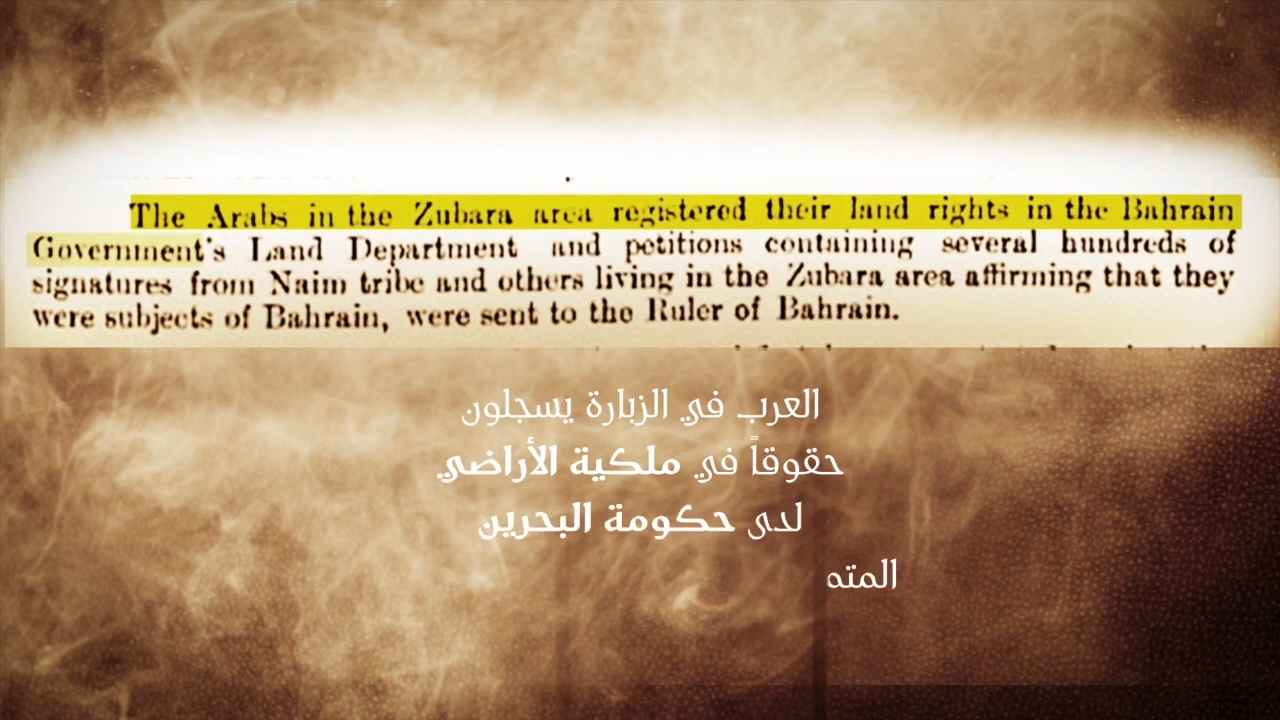 The Arabs in the Zubara area registered their land rights in the Bahrain
Government's Land Department and petitions containing several hundreds of
signatures from Naim tribe and others living in the Zubara area affirming that they
were subjects of Bahrain, were sent to the Ruler of Bahrain.
العرب في الزبارة يسجلون
حقوقاً في ملكية الأراضي
لدى حكومة البحرين
المتم